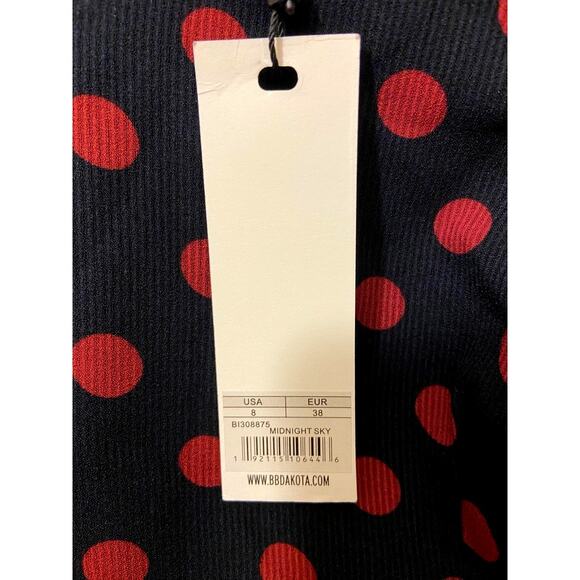 USA EUR
8 38
BI308875
MIDNIGHT SKY
1 92115 10644 6
WWW.BBDAKOTA.COM